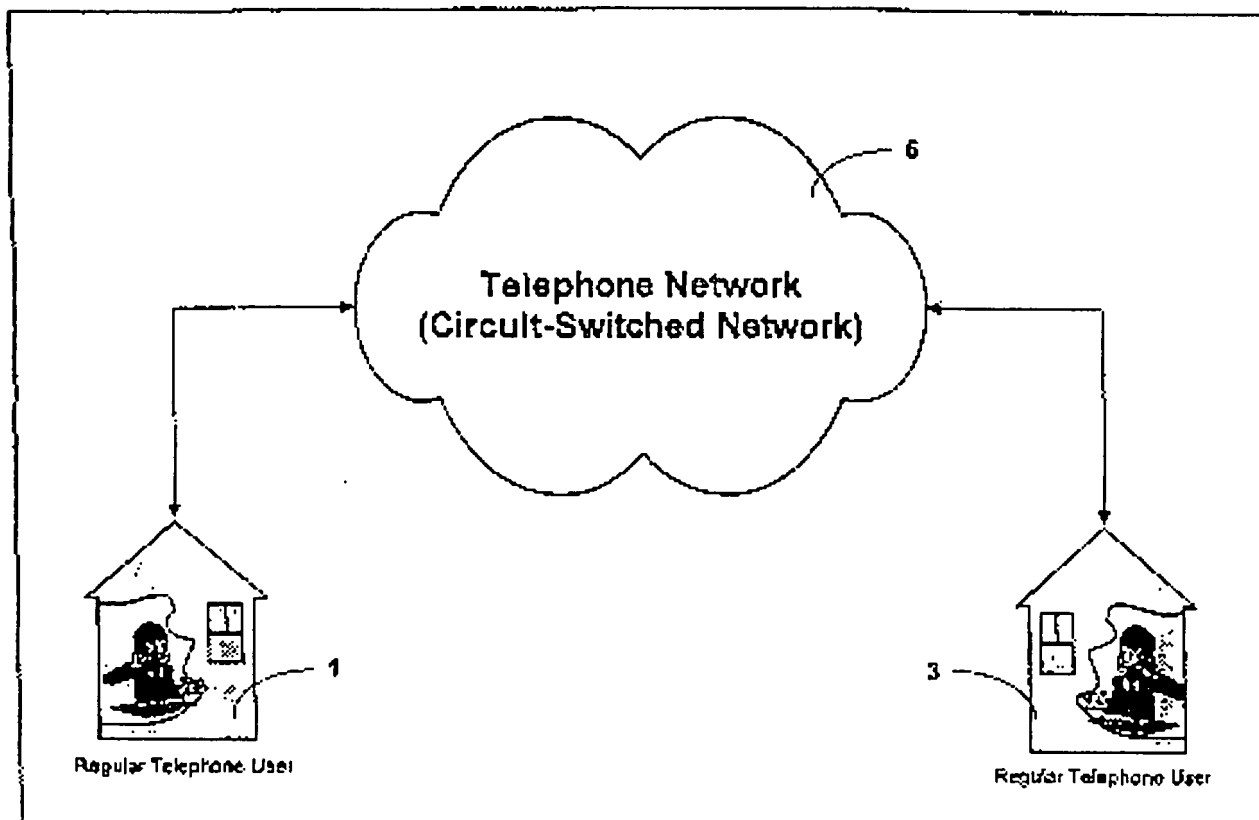 6
Telephone Network
(Circuit-Switched Network)
1
3
Regular Telephone User
Regular Telephone User